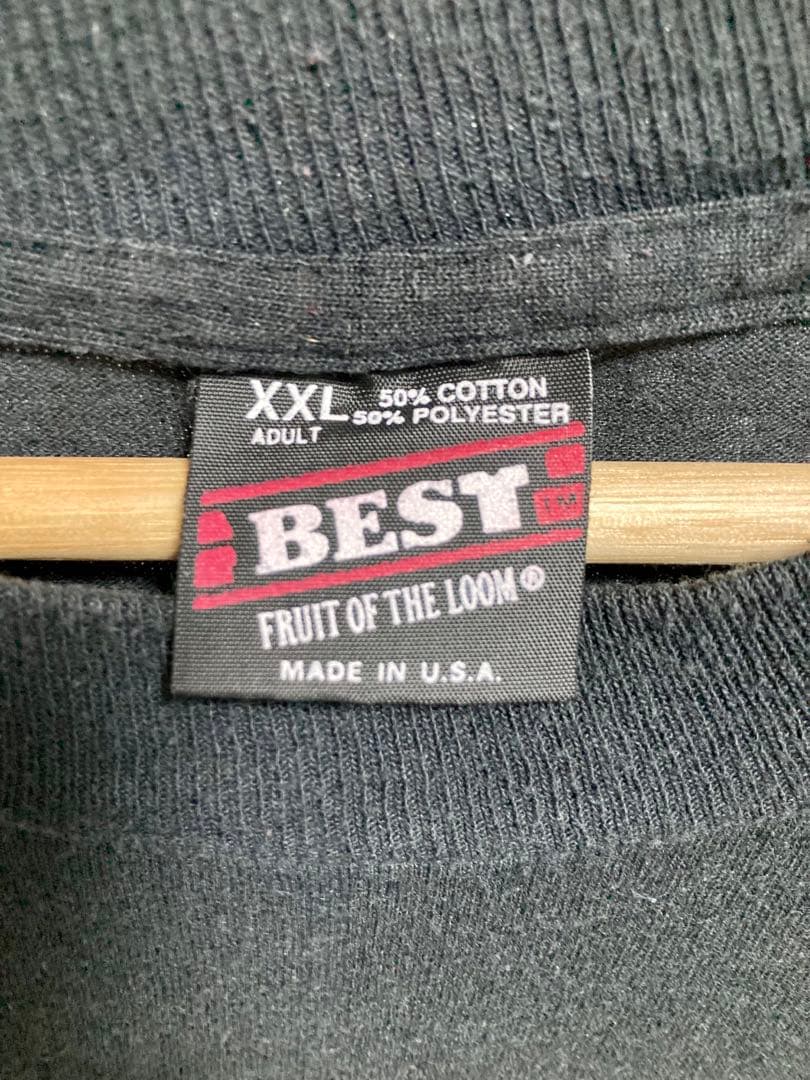 XXL 50% COTTON
ADULT 50% POLYESTER
BEST TM
FRUIT OF THE LOOM®
MADE IN U.S.A.